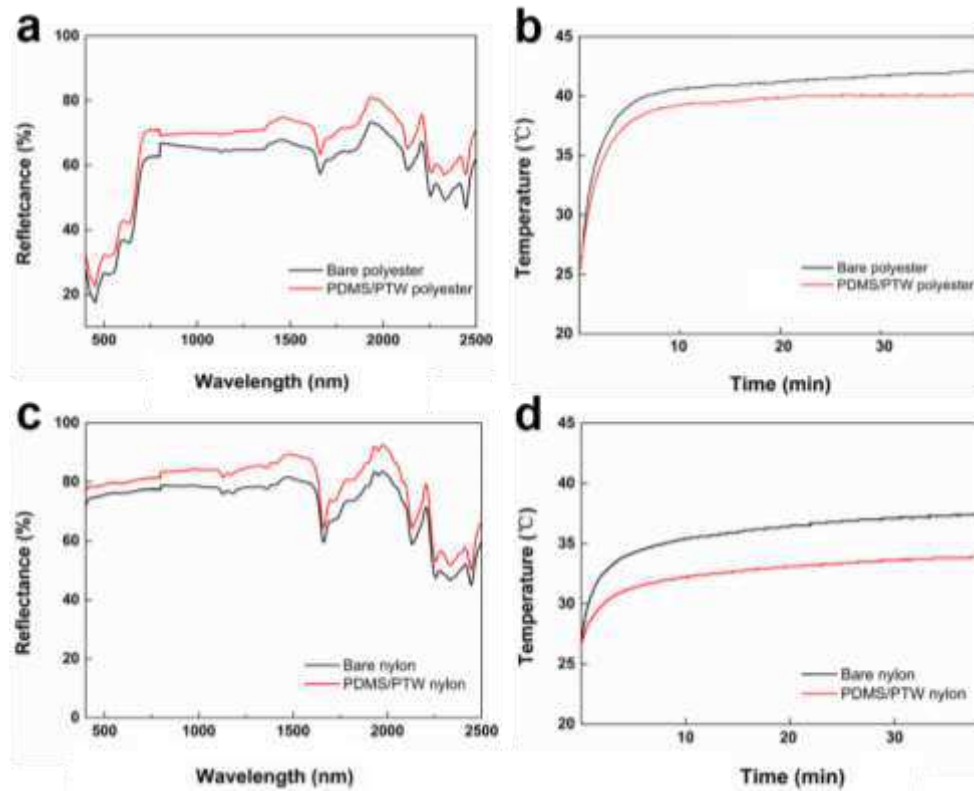 a
100
80
60
40
20
Refletcance (%)
Bare polyester
PDMS/PTW polyester
500 1000 1500 2000 2500
Wavelength (nm)
b
45
40
35
30
25
20
Temperature (℃)
Bare polyester
PDMS/PTW polyester
10 20 30
Time (min)
c
100
80
60
40
20
0
Reflectance (%)
Bare nylon
PDMS/PTW nylon
500 1000 1500 2000 2500
Wavelength (nm)
d
45
40
35
30
25
20
Temperature (℃)
Bare nylon
PDMS/PTW nylon
10 20 30
Time (min)